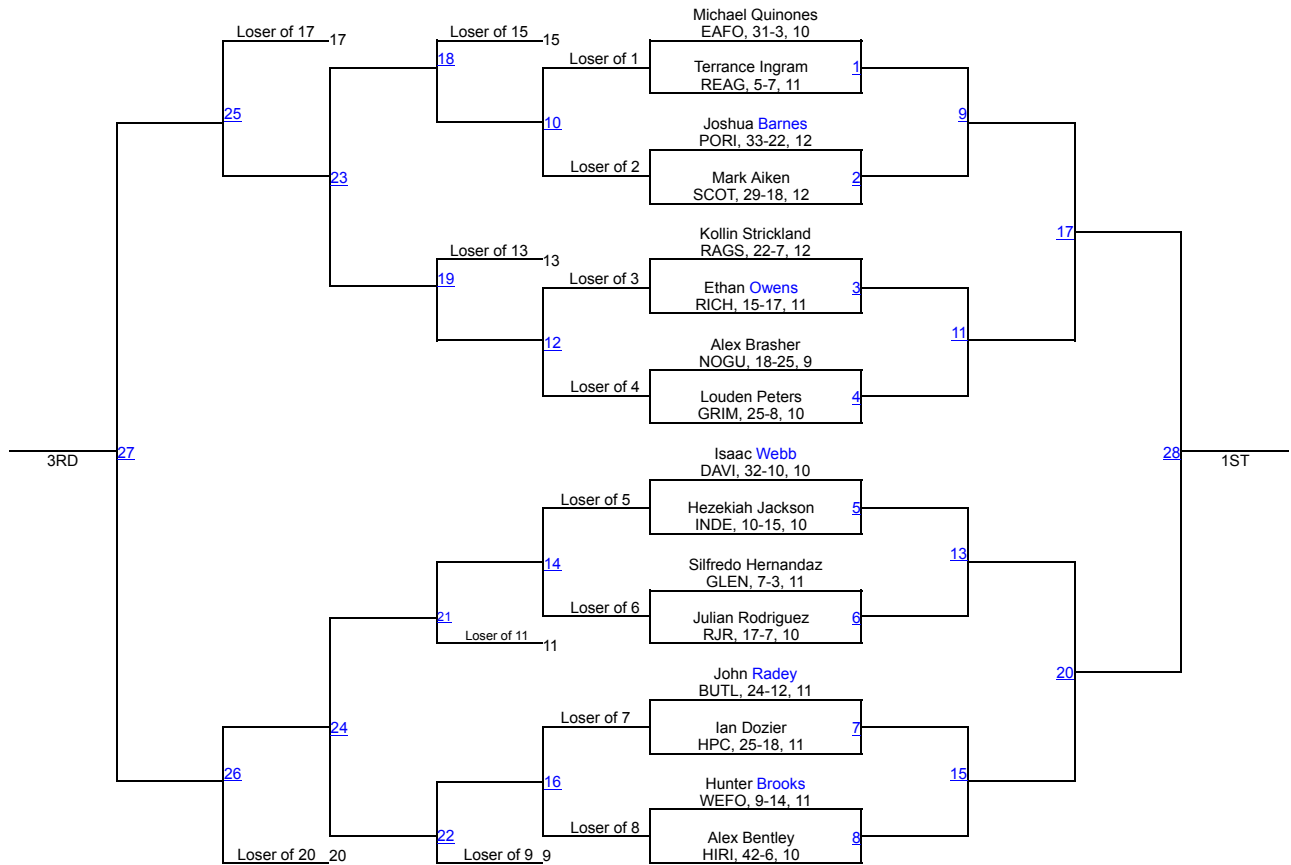 Michael Quinones
EAFO, 31-3, 10
Loser of 17
17
Loser of 15
15
18
Loser of 1
Terrance Ingram
REAG, 5-7, 11
1
25
10
Joshua Barnes
PORI, 33-22, 12
9
Loser of 2
23
Mark Aiken
SCOT, 29-18, 12
2
Kollin Strickland
RAGS, 22-7, 12
17
Loser of 13
13
19
Loser of 3
Ethan Owens
RICH, 15-17, 11
3
12
Alex Brasher
NOGU, 18-25, 9
11
Loser of 4
Louden Peters
GRIM, 25-8, 10
4
3RD
27
Isaac Webb
DAVI, 32-10, 10
28
1ST
Loser of 5
Hezekiah Jackson
INDE, 10-15, 10
5
14
Silfredo Hernandaz
GLEN, 7-3, 11
13
Loser of 6
21
Julian Rodriguez
RJR, 17-7, 10
6
Loser of 11
11
John Radey
BUTL, 24-12, 11
20
Loser of 7
24
Ian Dozier
HPC, 25-18, 11
7
26
16
Hunter Brooks
WEFO, 9-14, 11
15
Loser of 8
22
Alex Bentley
HIRI, 42-6, 10
8
Loser of 20
20
Loser of 9
9